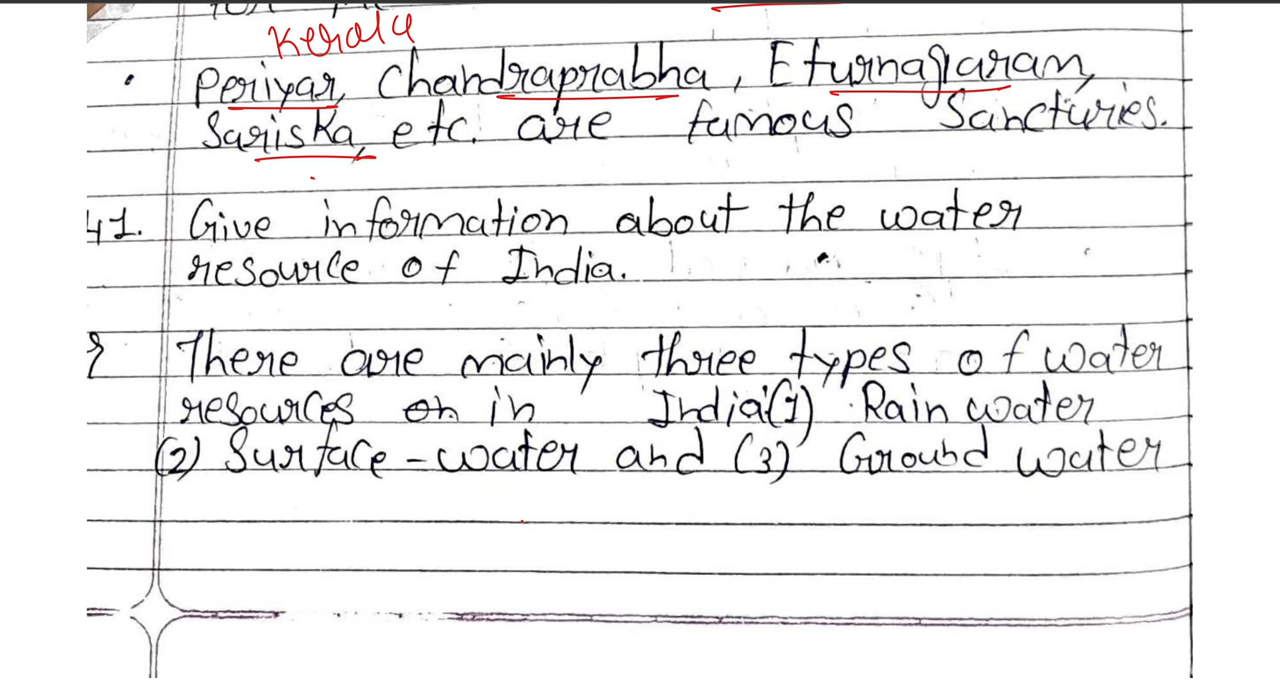 Kerala
• Periyar, Chandraprabha, Eturnagaram,
Sariska, etc. are famous Sancturies.
41. Give information about the water
resource of India.
There are mainly three types of water
resources on in India (1) Rain water
(2) Surface-water and (3) Ground water